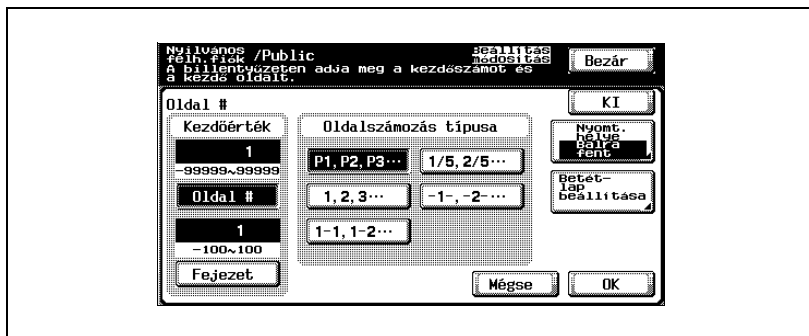 Nyilvános
félh.fiók /Public
Beállítás
módosítás
A billentyűzeten adja meg a kezdőszámot és
a kezdő oldalt.
Bezár
Oldal #
KI
Kezdőérték
Oldalszámozás típusa
1
-99999~99999
Oldal #
1
-100~100
Fejezet
P1, P2, P3…
1/5, 2/5…
1, 2, 3…
-1-, -2-…
1-1, 1-2…
Nyomt.
helye
Balra
fent
Betét-
lap
beállítása
Mégse
OK